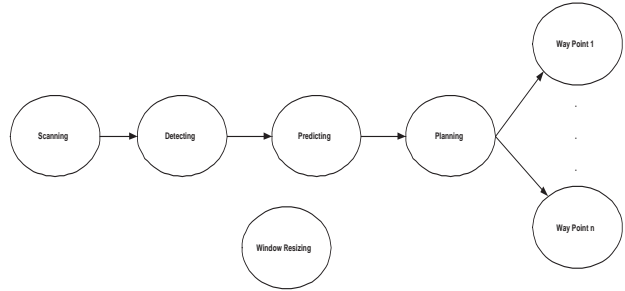 Way Point 1
Scanning
Detecting
Predicting
Planning
Way Point n
Window Resizing